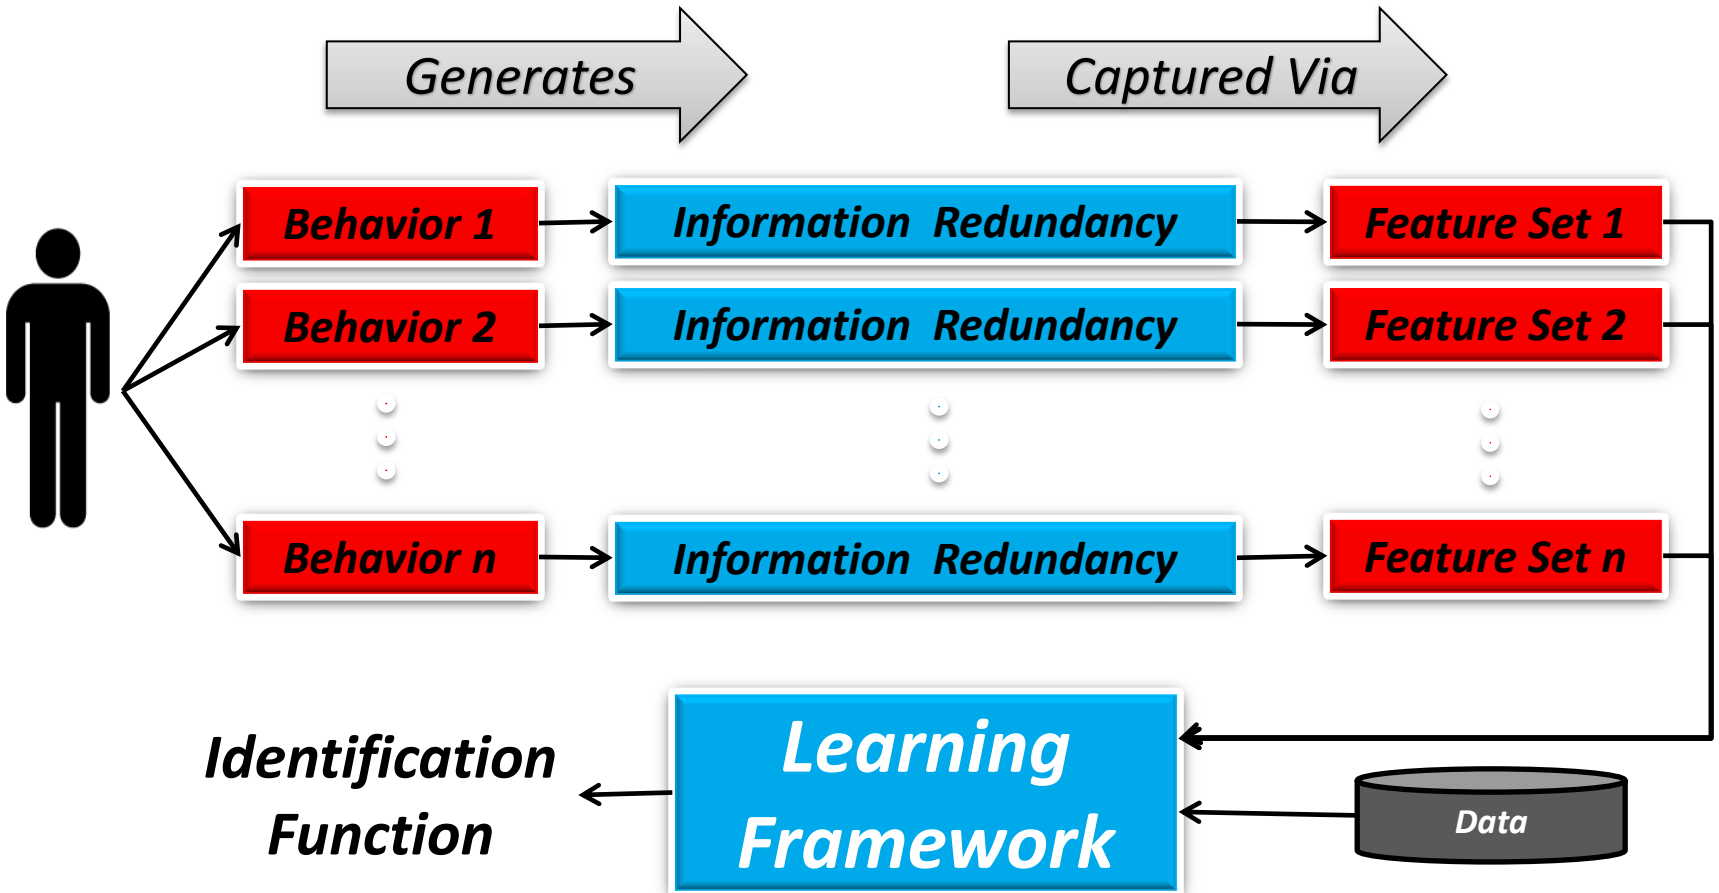 Generates
Captured Via
Behavior 1
Information Redundancy
Feature Set 1
Behavior 2
Information Redundancy
Feature Set 2
Behavior n
Information Redundancy
Feature Set n
Identification
Function
Learning
Framework
Data